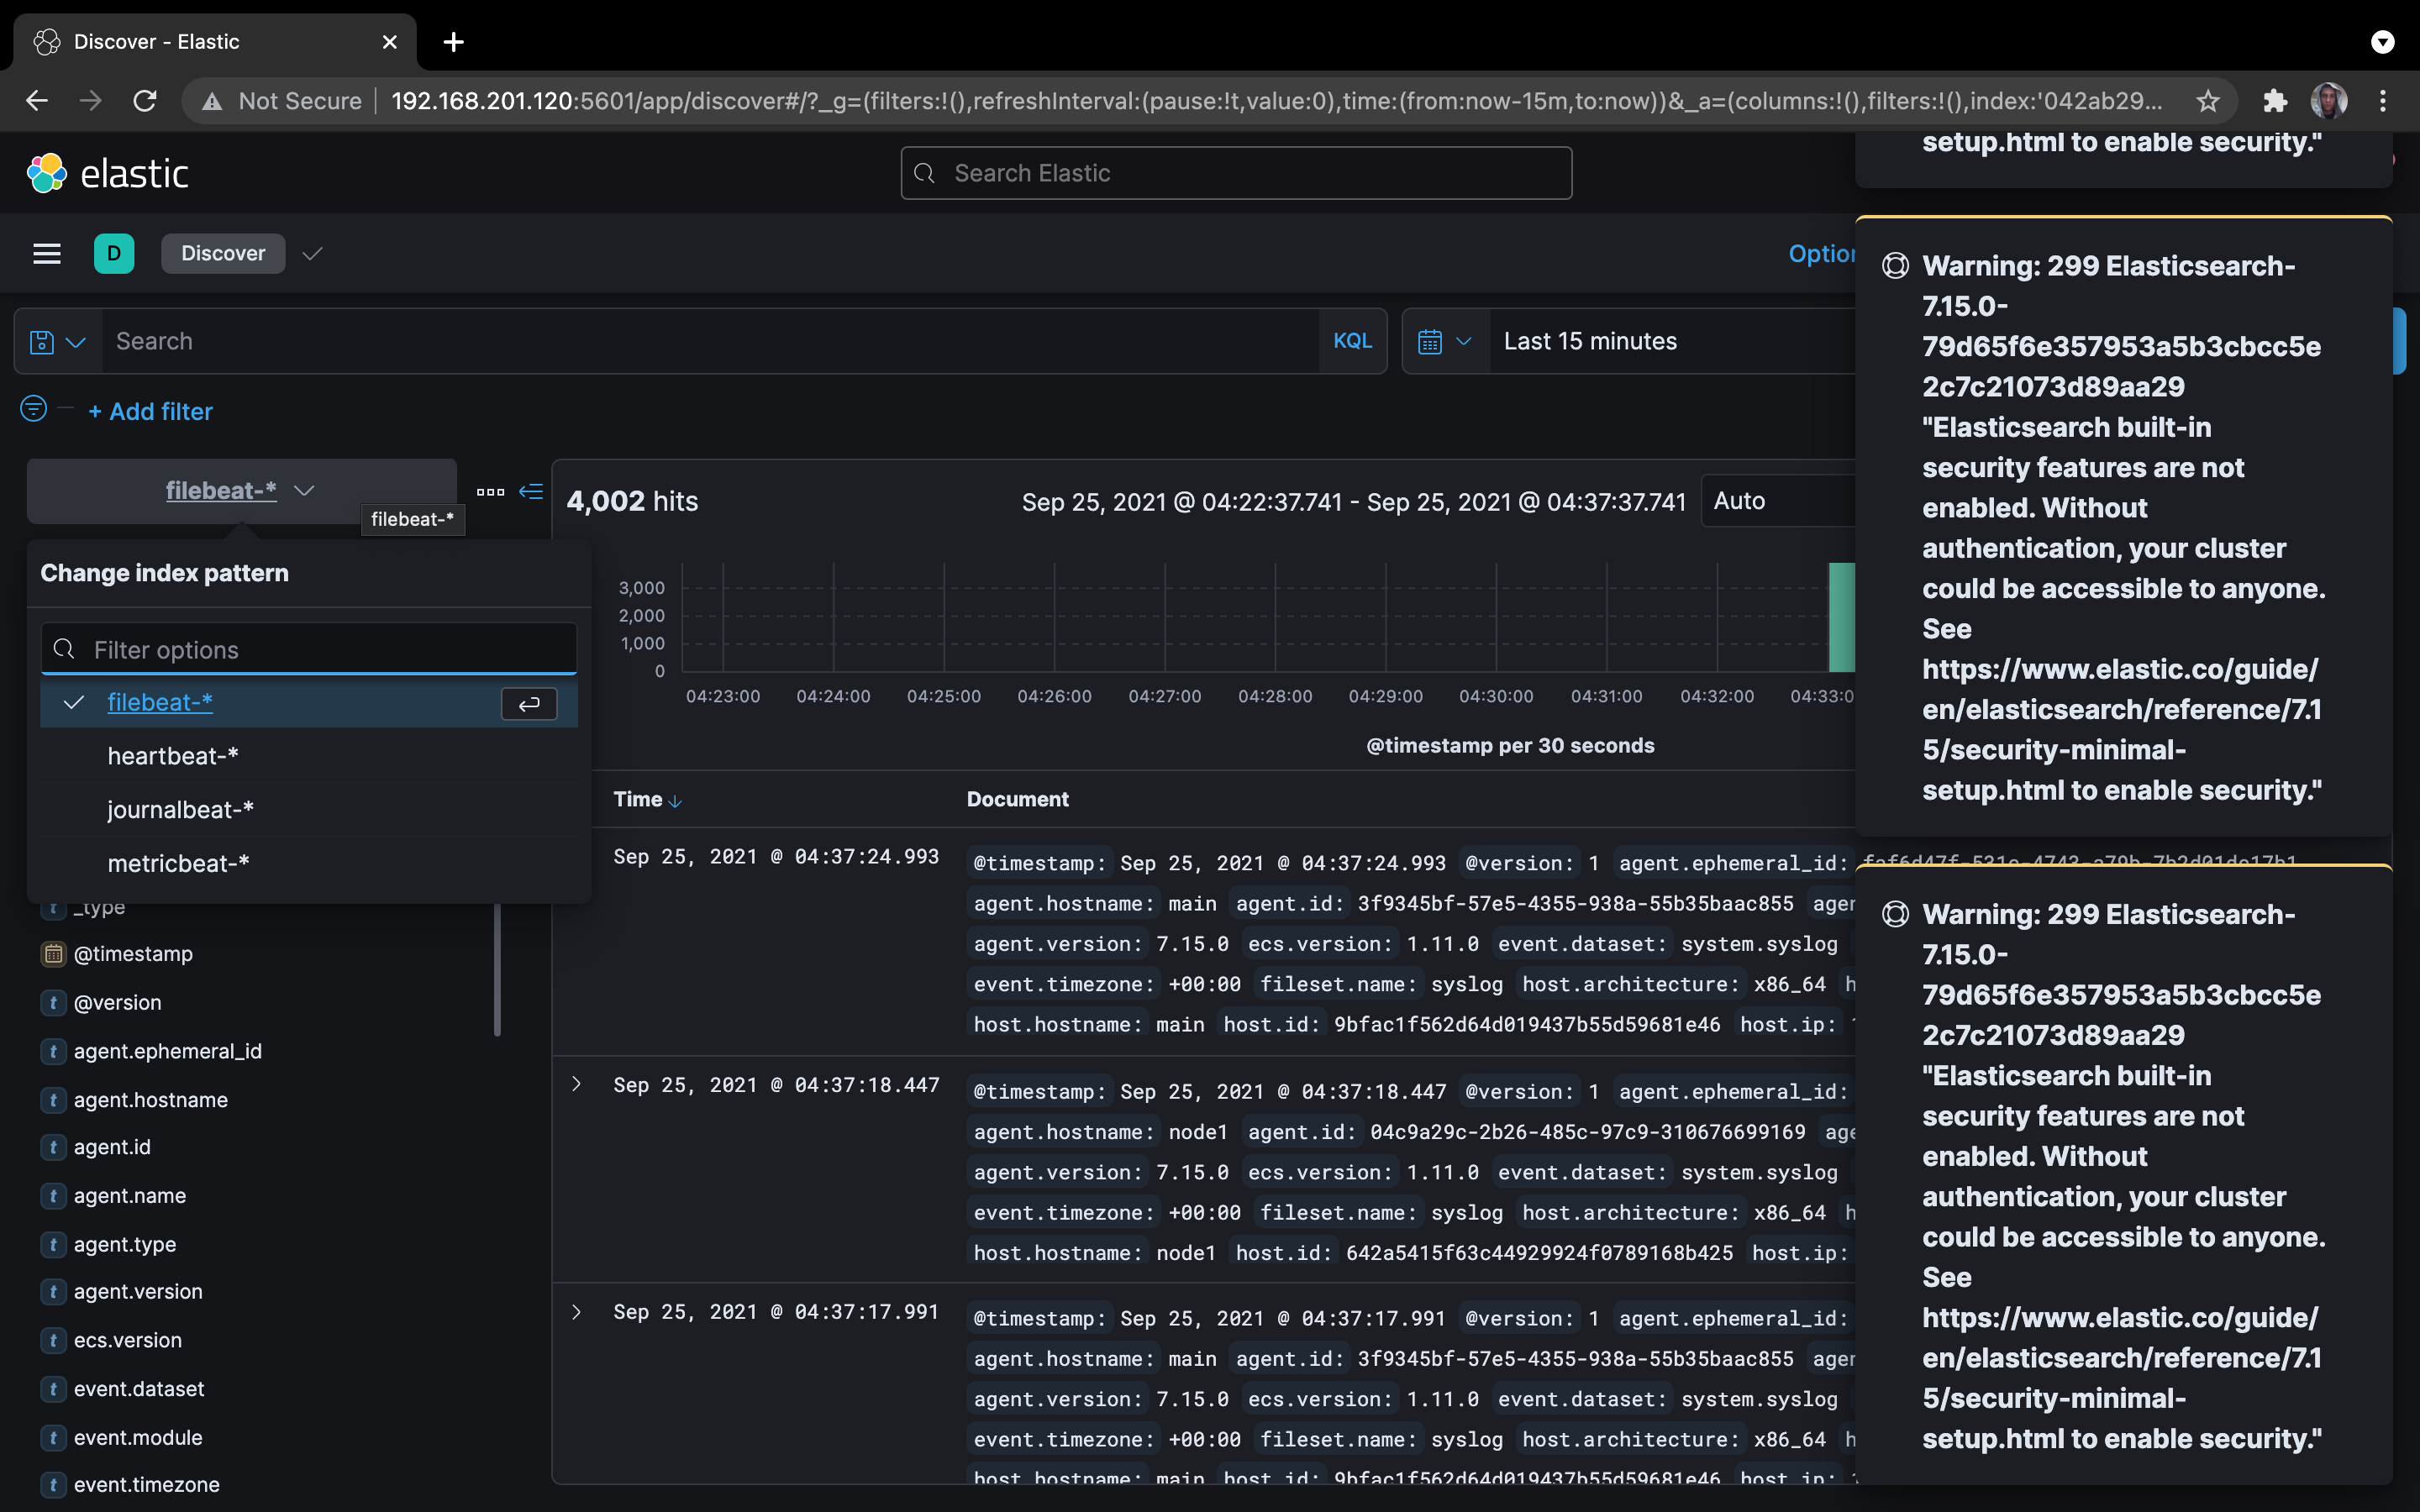 Discover - Elastic
Not Secure 192.168.201.120:5601/app/discover#/?_g=(filters:!(),refreshInterval:(pause:!t,value:0),time:(from:now-15m,to:now))&_a=(columns:!(),filters:!(),index:'042ab29...
elastic
Search Elastic
D
Discover
Option
Search
KQL
Last 15 minutes
+ Add filter
filebeat-*
filebeat-*
Change index pattern
Filter options
filebeat-*
heartbeat-*
journalbeat-*
metricbeat-*
t _type
@timestamp
t @version
t agent.ephemeral_id
t agent.hostname
t agent.id
t agent.name
t agent.type
t agent.version
t ecs.version
t event.dataset
t event.module
t event.timezone
4,002 hits
Sep 25, 2021 @ 04:22:37.741 - Sep 25, 2021 @ 04:37:37.741
Auto
3,000
2,000
1,000
0
04:23:00 04:24:00 04:25:00 04:26:00 04:27:00 04:28:00 04:29:00 04:30:00 04:31:00 04:32:00 04:33:0
@timestamp per 30 seconds
Time Document
Sep 25, 2021 @ 04:37:24.993
@timestamp: Sep 25, 2021 @ 04:37:24.993 @version: 1 agent.ephemeral_id:
agent.hostname: main agent.id: 3f9345bf-57e5-4355-938a-55b35baac855 agen
agent.version: 7.15.0 ecs.version: 1.11.0 event.dataset: system.syslog
event.timezone: +00:00 fileset.name: syslog host.architecture: x86_64 h
host.hostname: main host.id: 9bfac1f562d64d019437b55d59681e46 host.ip:
Sep 25, 2021 @ 04:37:18.447
@timestamp: Sep 25, 2021 @ 04:37:18.447 @version: 1 agent.ephemeral_id:
agent.hostname: node1 agent.id: 04c9a29c-2b26-485c-97c9-310676699169 age
agent.version: 7.15.0 ecs.version: 1.11.0 event.dataset: system.syslog
event.timezone: +00:00 fileset.name: syslog host.architecture: x86_64 h
host.hostname: node1 host.id: 642a5415f63c44929924f0789168b425 host.ip:
Sep 25, 2021 @ 04:37:17.991
@timestamp: Sep 25, 2021 @ 04:37:17.991 @version: 1 agent.ephemeral_id:
agent.hostname: main agent.id: 3f9345bf-57e5-4355-938a-55b35baac855 agen
agent.version: 7.15.0 ecs.version: 1.11.0 event.dataset: system.syslog
event.timezone: +00:00 fileset.name: syslog host.architecture: x86_64 h
host.hostname: main host.id: 9bfac1f562d64d019437b55d59681e46 host.ip:
setup.html to enable security."
Warning: 299 Elasticsearch-
7.15.0-
79d65f6e357953a5b3cbcc5e
2c7c21073d89aa29
"Elasticsearch built-in
security features are not
enabled. Without
authentication, your cluster
could be accessible to anyone.
See
https://www.elastic.co/guide/
en/elasticsearch/reference/7.1
5/security-minimal-
setup.html to enable security."
Warning: 299 Elasticsearch-
7.15.0-
79d65f6e357953a5b3cbcc5e
2c7c21073d89aa29
"Elasticsearch built-in
security features are not
enabled. Without
authentication, your cluster
could be accessible to anyone.
See
https://www.elastic.co/guide/
en/elasticsearch/reference/7.1
5/security-minimal-
setup.html to enable security."